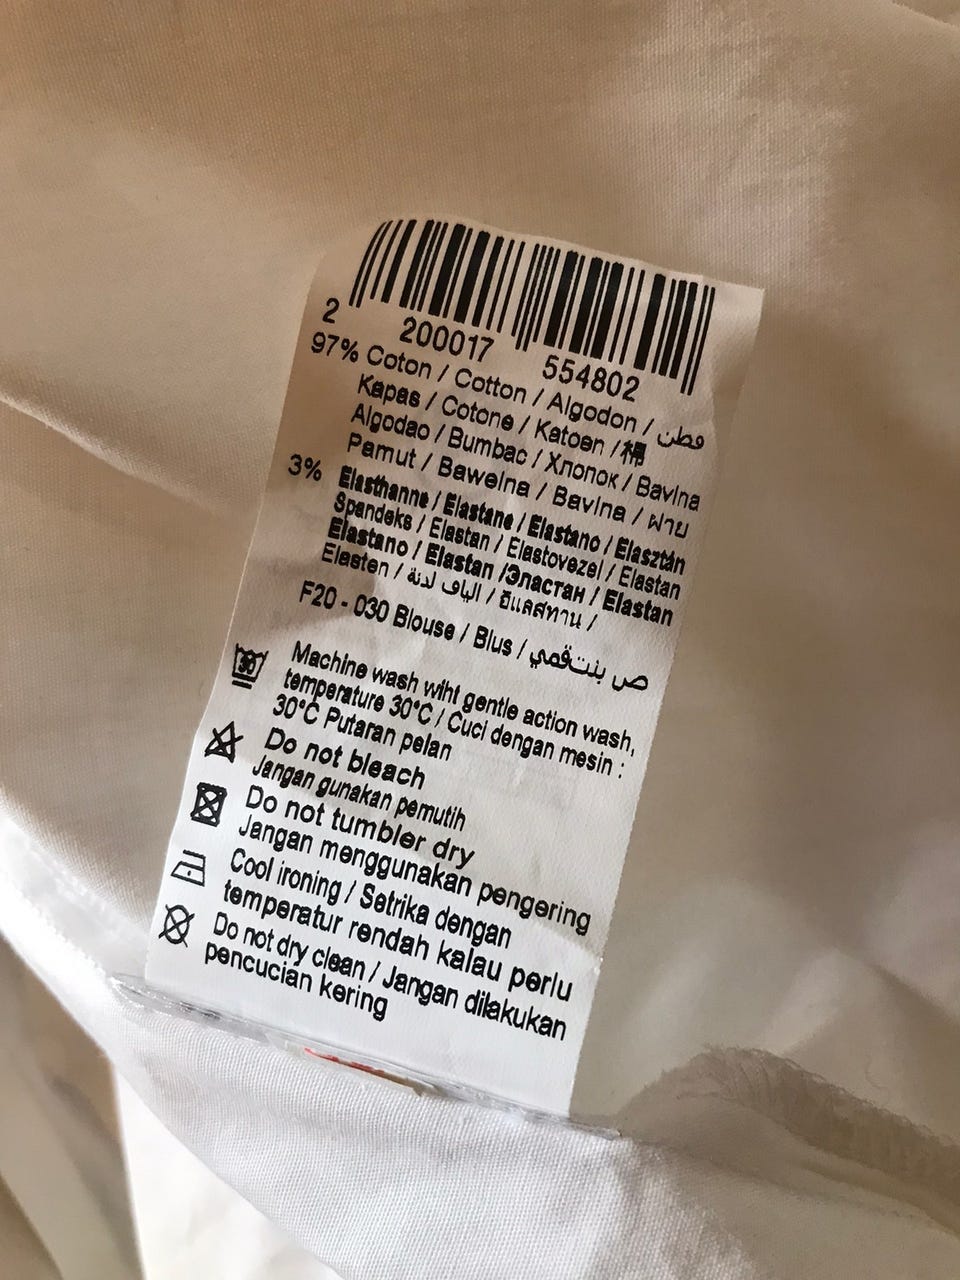 2 200017 554802
97% Coton / Cotton / Algodon / قطن
Kapas / Cotone / Katoen / 棉
Algodao / Bumbac / Хлопок / Bavlna
Pamut / Bawelna / Bavlna / ฝ้าย
3% Elasthanne / Elastane / Elastano / Elasztán
Spandeks / Elastan / Elastovezel / Elastan
Elastano / Elastan /Эластан / Elastan
Elasten / الياف لدنة / อีแลสทาน /
F20 - 030 Blouse / Blus / ص بنتقمي
30 Machine wash wiht gentle action wash,
temperature 30°C / Cuci dengan mesin :
30°C Putaran pelan
Do not bleach
Jangan gunakan pemutih
Do not tumbler dry
Jangan menggunakan pengering
Cool ironing / Setrika dengan
temperatur rendah kalau perlu
Do not dry clean / Jangan dilakukan
pencucian kering